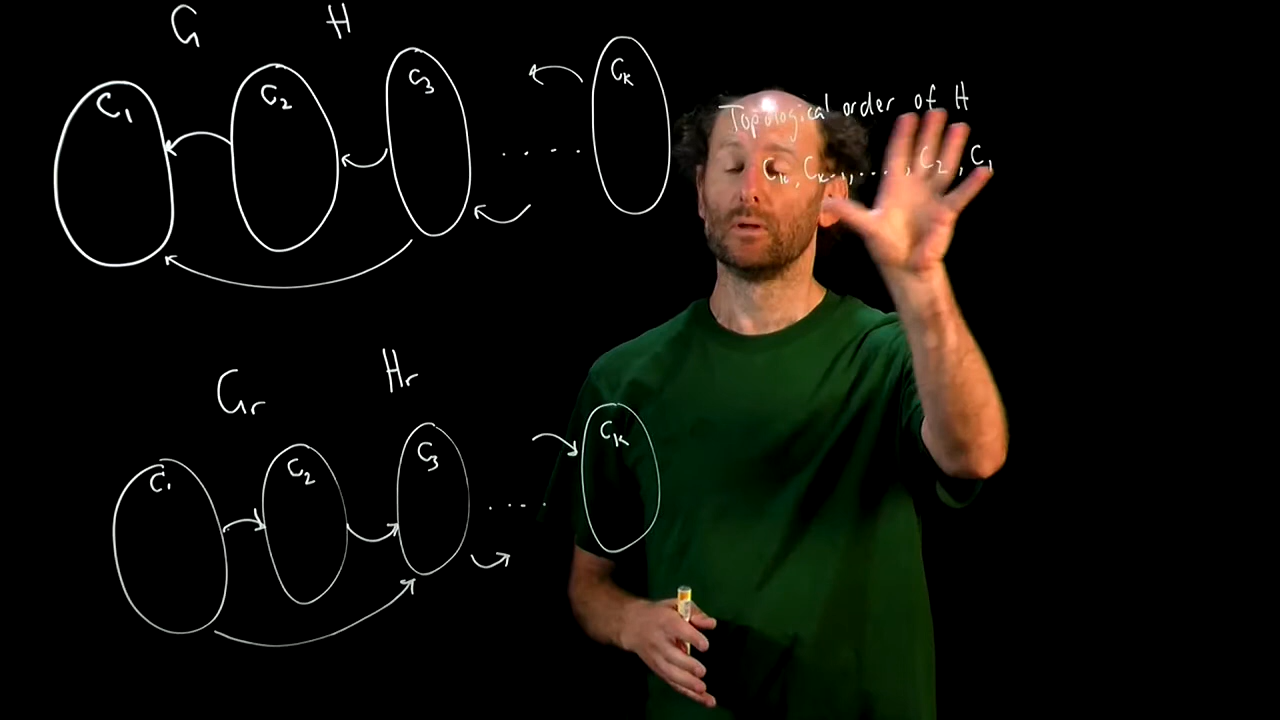 G H
C1 C2 C3 . . . . Ck
Topological order of H
Ck, Ck-1, . . . . , C2, C1
Gr Hr
C1 C2 C3 . . . . Ck